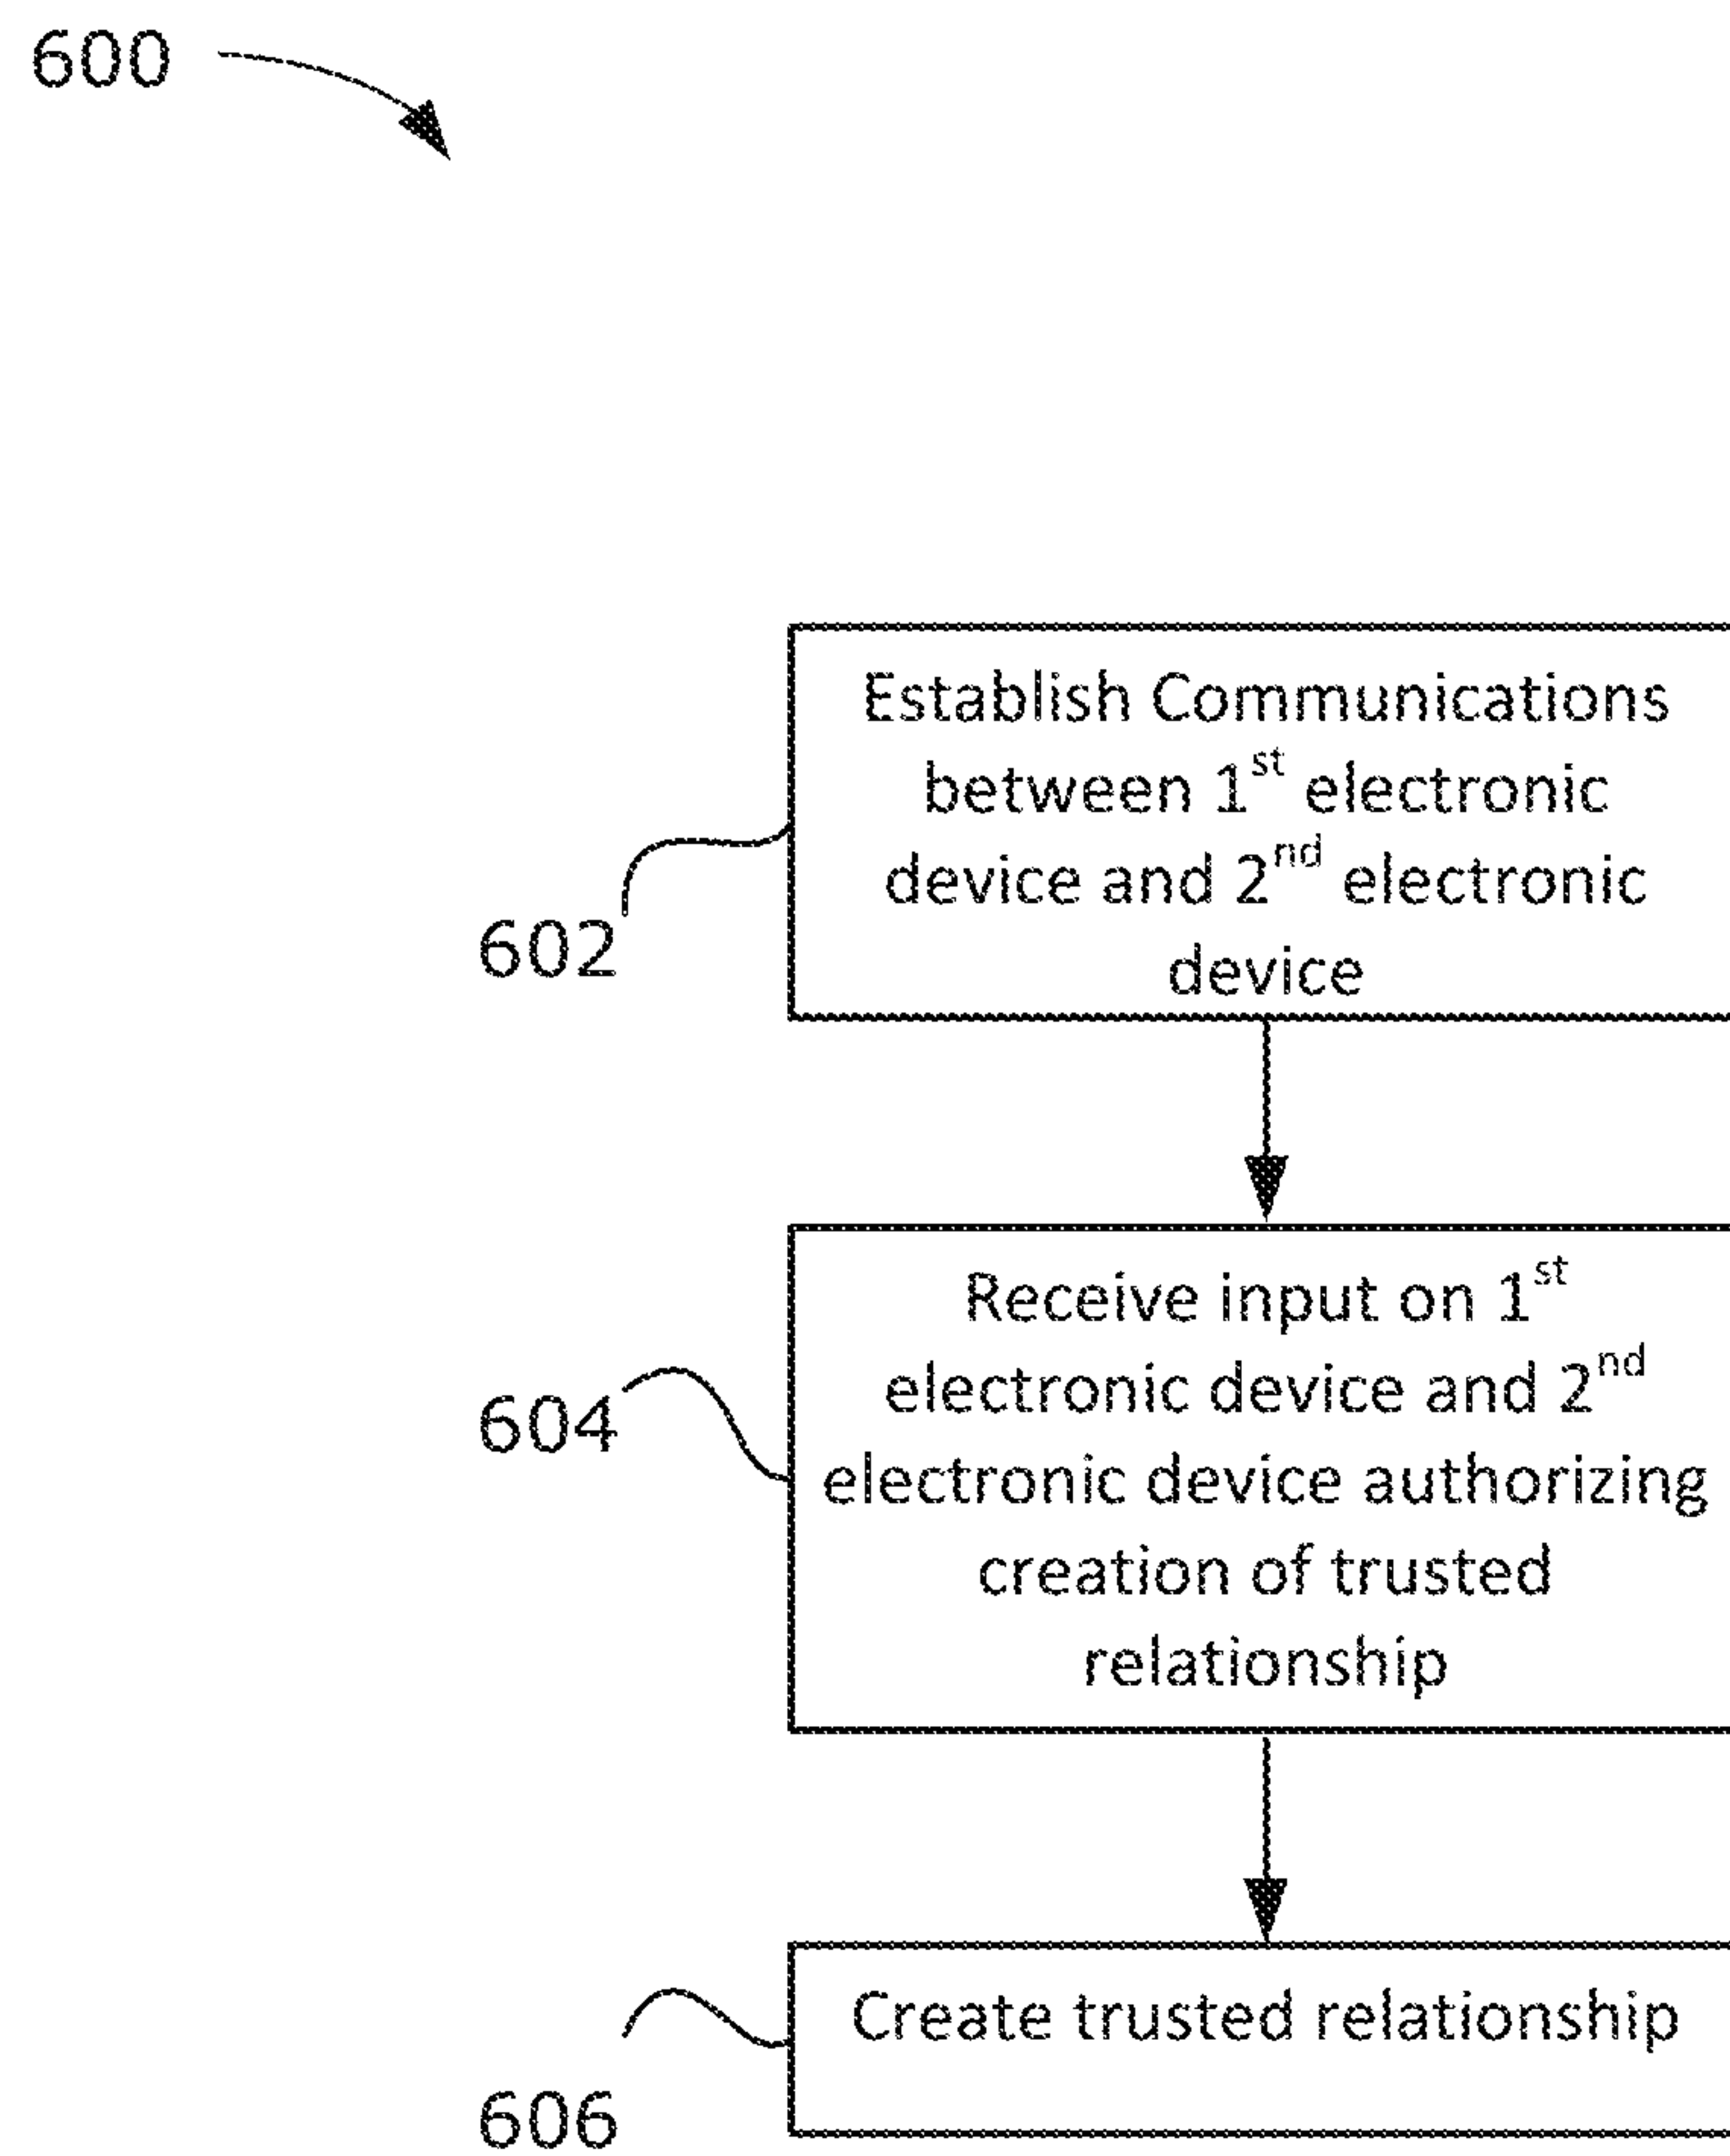 600
Establish Communications
between 1st electronic
device and 2nd electronic
device
602
Receive input on 1st
electronic device and 2nd
electronic device authorizing
creation of trusted
relationship
604
Create trusted relationship
606